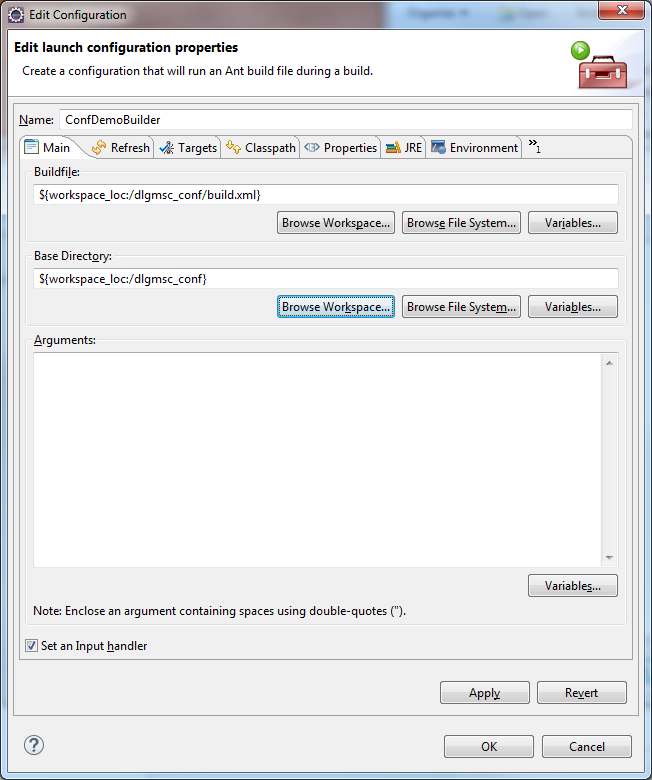 Edit Configuration
Edit launch configuration properties
Create a configuration that will run an Ant build file during a build.
Name: ConfDemoBuilder
Main Refresh Targets Classpath Properties JRE Environment »1
Buildfile:
${workspace_loc:/dlgmsc_conf/build.xml}
Browse Workspace... Browse File System... Variables...
Base Directory:
${workspace_loc:/dlgmsc_conf}
Browse Workspace... Browse File System... Variables...
Arguments:
Variables...
Note: Enclose an argument containing spaces using double-quotes (").
Set an Input handler
Apply Revert
? OK Cancel